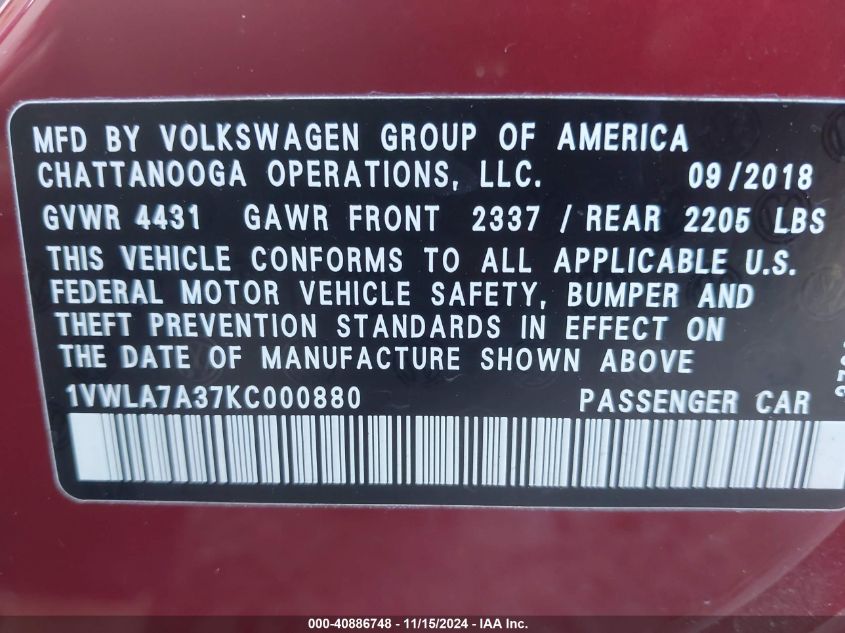 MFD BY VOLKSWAGEN GROUP OF AMERICA
CHATTANOOGA OPERATIONS, LLC. 09/2018
GVWR 4431 GAWR FRONT 2337 / REAR 2205 LBS
THIS VEHICLE CONFORMS TO ALL APPLICABLE U.S.
FEDERAL MOTOR VEHICLE SAFETY, BUMPER AND
THEFT PREVENTION STANDARDS IN EFFECT ON
THE DATE OF MANUFACTURE SHOWN ABOVE
1VWLA7A37KC000880 PASSENGER CAR
000-40886748 - 11/15/2024 - IAAI.com